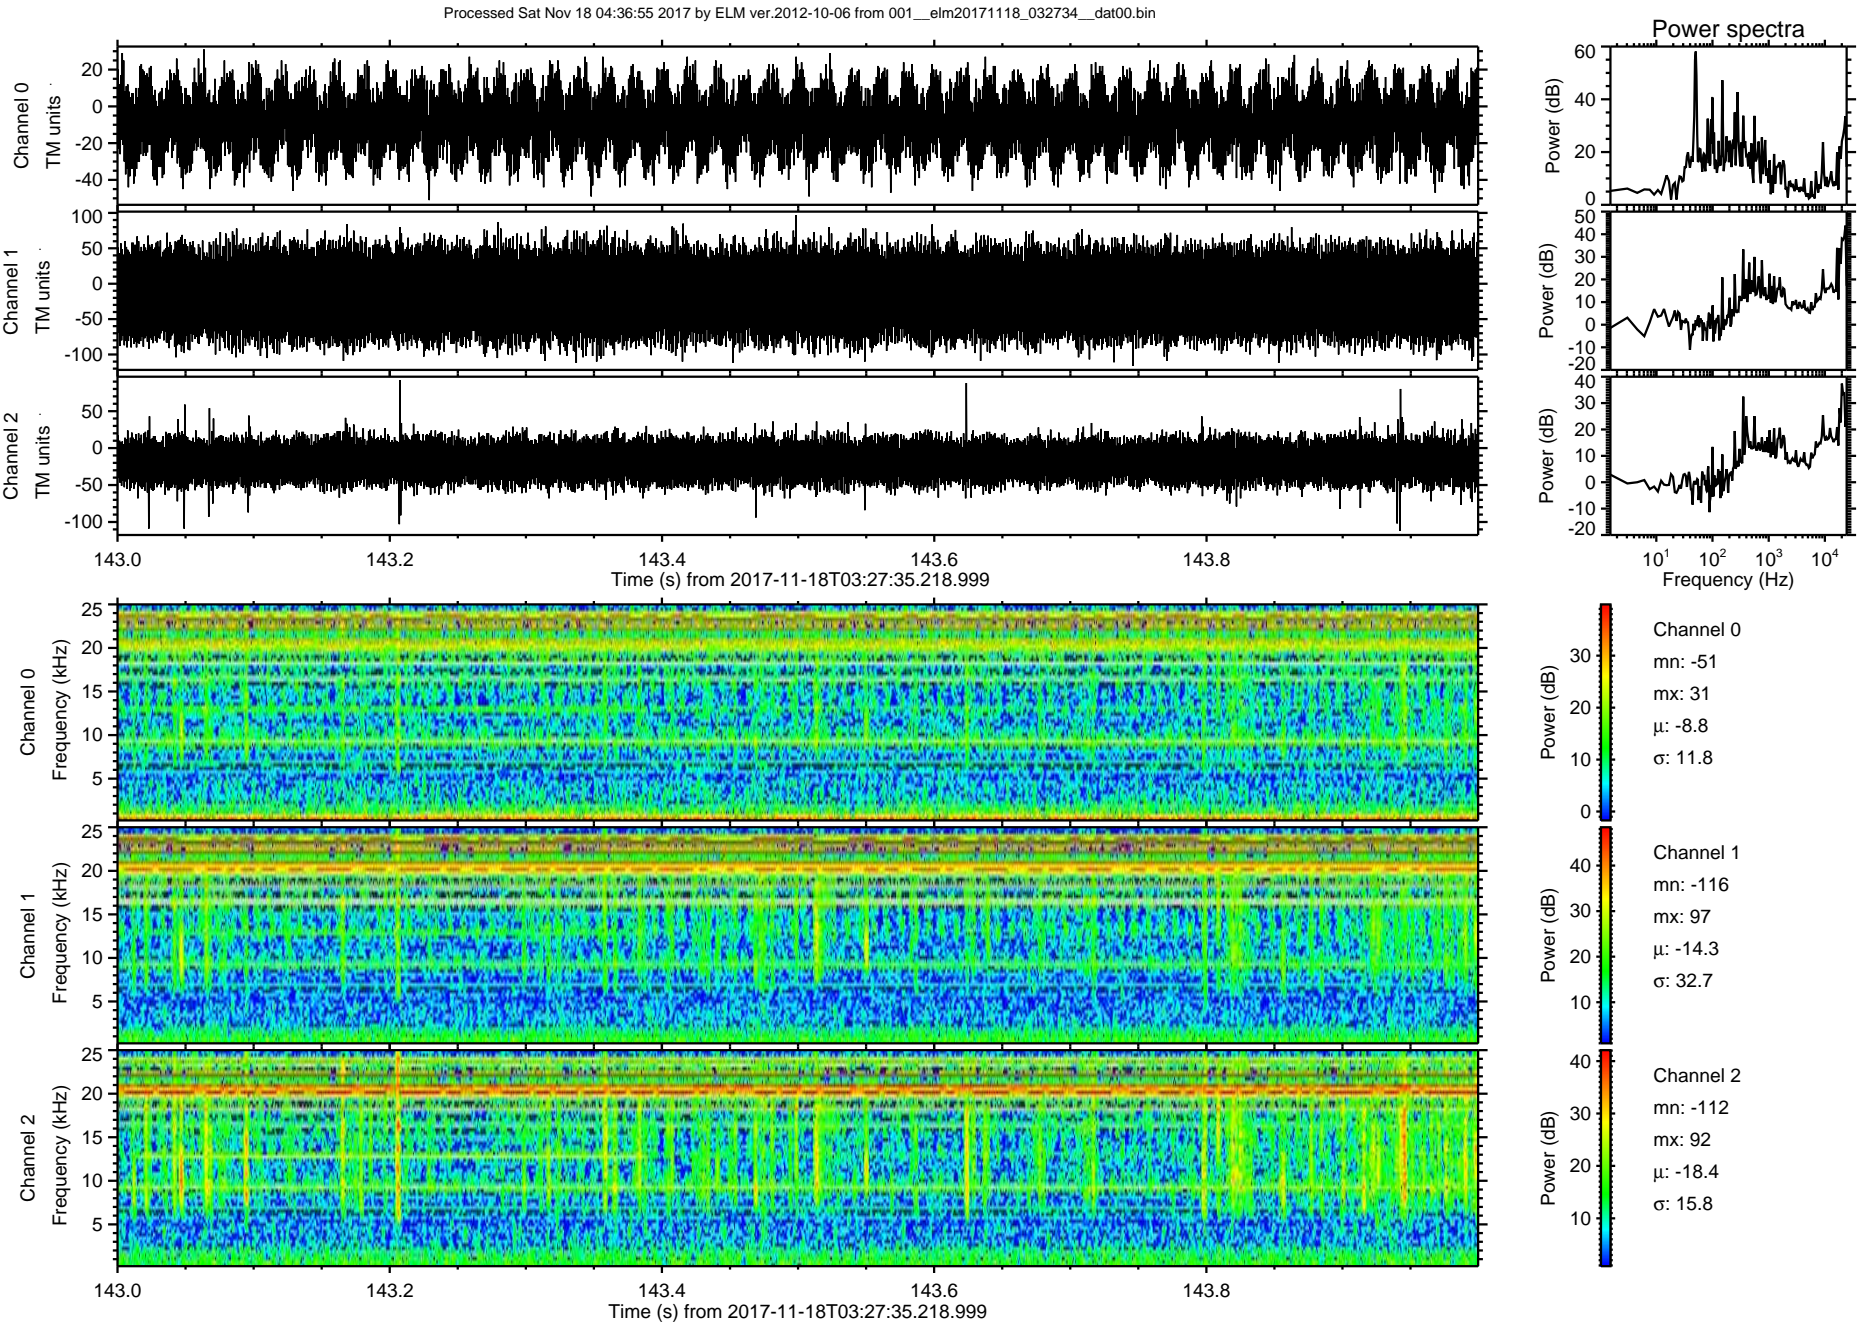 Processed Sat Nov 18 04:36:55 2017 by ELM ver.2012-10-06 from 001__elm20171118_032734__dat00.bin
Power spectra
Channel 0
TM units
20
0
-20
-40
Power (dB)
60
40
20
0
Channel 1
TM units
100
50
0
-50
-100
Power (dB)
50
40
30
20
10
0
-10
-20
Channel 2
TM units
50
0
-50
-100
Power (dB)
40
30
20
10
0
-10
-20
143.0 143.2 143.4 143.6 143.8
Time (s) from 2017-11-18T03:27:35.218.999
10^1 10^2 10^3 10^4
Frequency (Hz)
Channel 0
Frequency (kHz)
25
20
15
10
5
Power (dB)
30
20
10
0
Channel 0
mn: -51
mx: 31
μ: -8.8
σ: 11.8
Channel 1
Frequency (kHz)
25
20
15
10
5
Power (dB)
40
30
20
10
Channel 1
mn: -116
mx: 97
μ: -14.3
σ: 32.7
Channel 2
Frequency (kHz)
25
20
15
10
5
Power (dB)
40
30
20
10
Channel 2
mn: -112
mx: 92
μ: -18.4
σ: 15.8
143.0 143.2 143.4 143.6 143.8
Time (s) from 2017-11-18T03:27:35.218.999